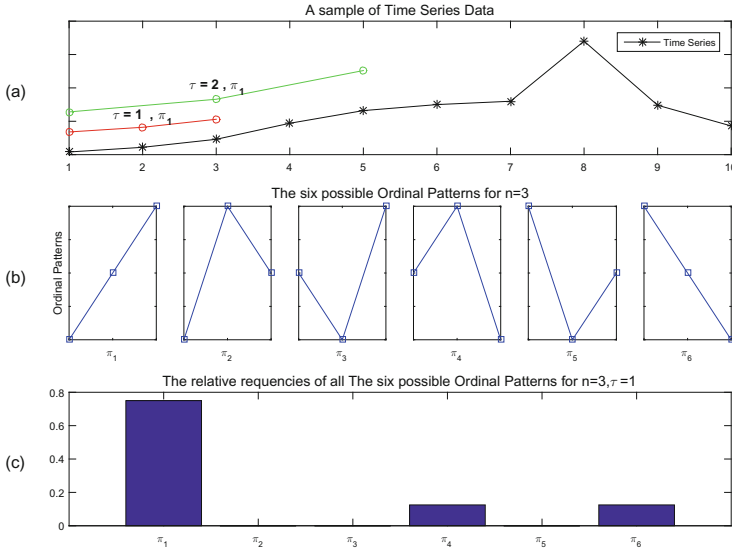 A sample of Time Series Data
(a)
Time Series
τ = 2 , π1
τ = 1 , π1
1 2 3 4 5 6 7 8 9 10
The six possible Ordinal Patterns for n=3
(b)
Ordinal Patterns
π1 π2 π3 π4 π5 π6
The relative requencies of all The six possible Ordinal Patterns for n=3,τ =1
(c)
0.8
0.6
0.4
0.2
0
π1 π2 π3 π4 π5 π6